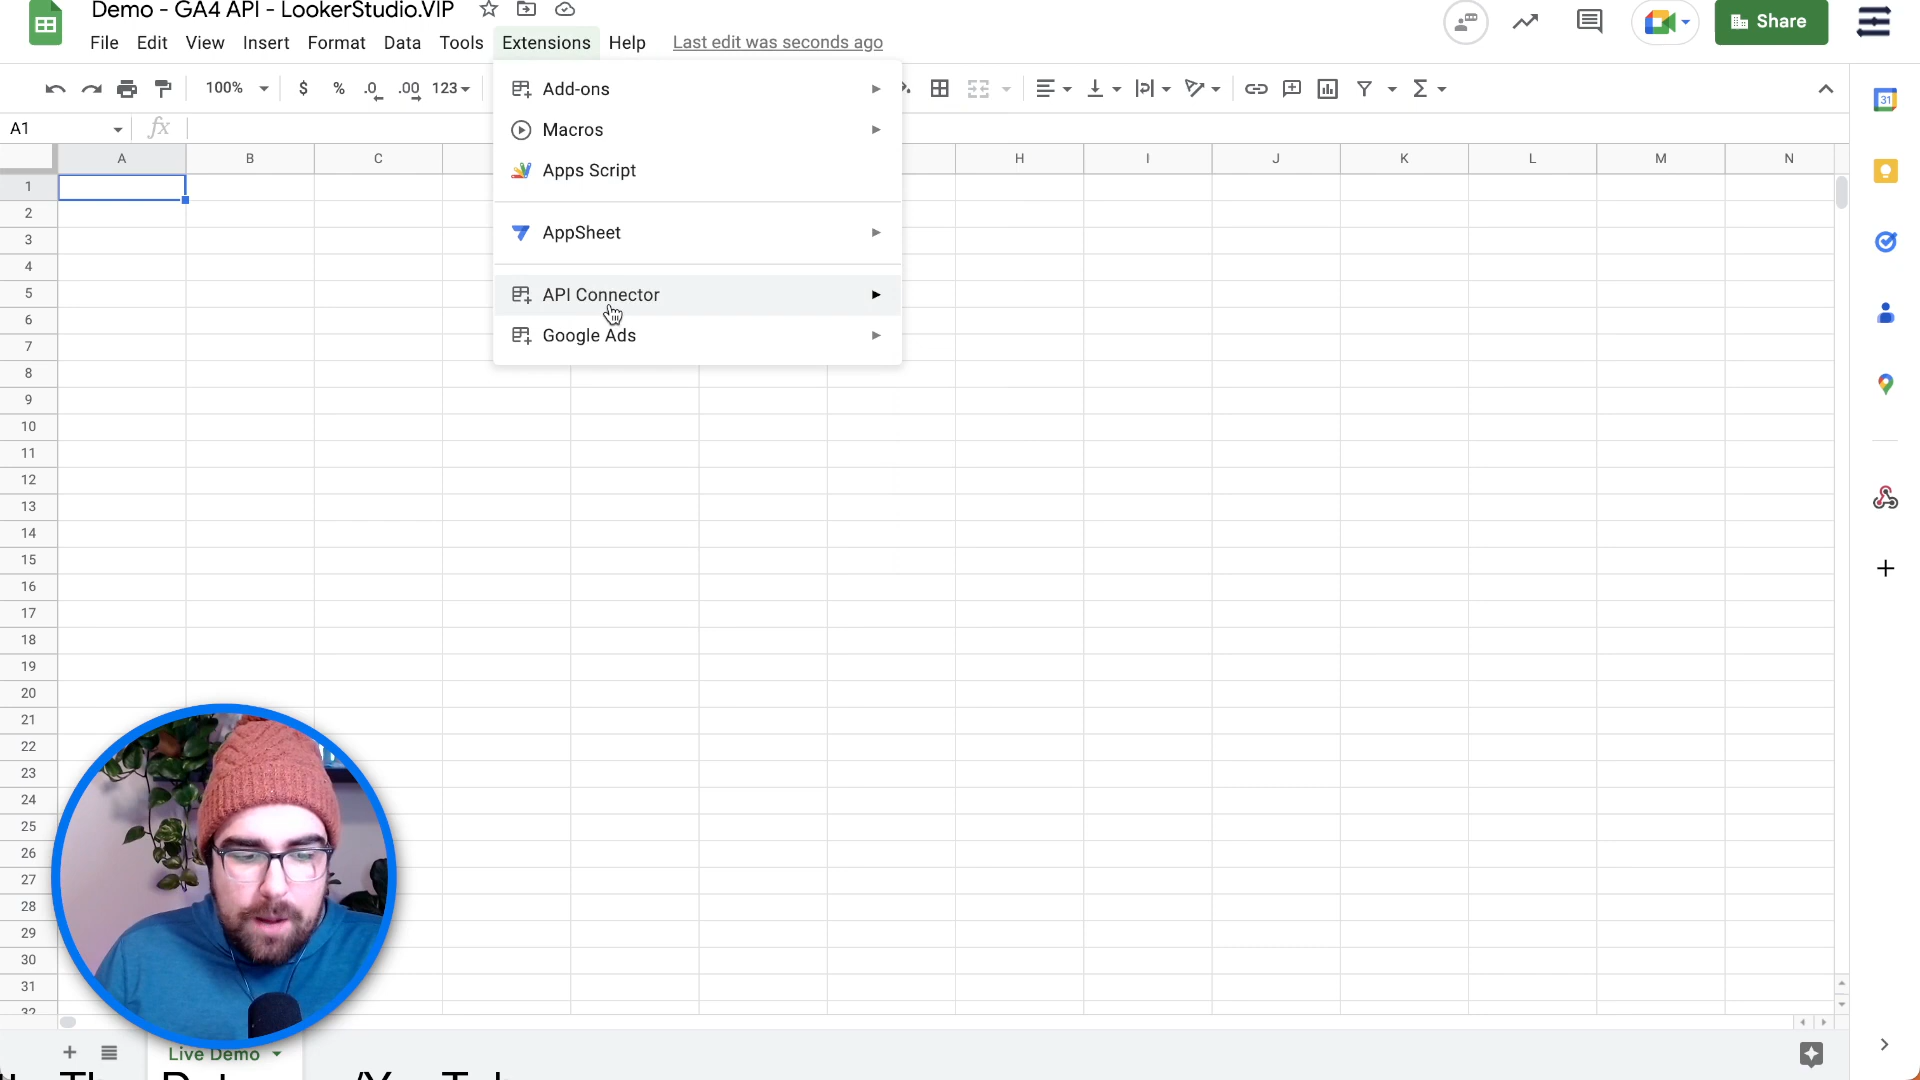 Demo - GA4 API - LookerStudio.VIP
File Edit View Insert Format Data Tools Extensions Help Last edit was seconds ago
Share
100% $ % .0 .00 123
Add-ons
Macros
Apps Script
AppSheet
API Connector
Google Ads
31
A1 fx
A B C H I J K L M N
1
2
3
4
5
6
7
8
9
10
11
12
13
14
15
16
17
18
19
20
21
22
23
24
25
26
27
28
29
30
31
32
Live Demo